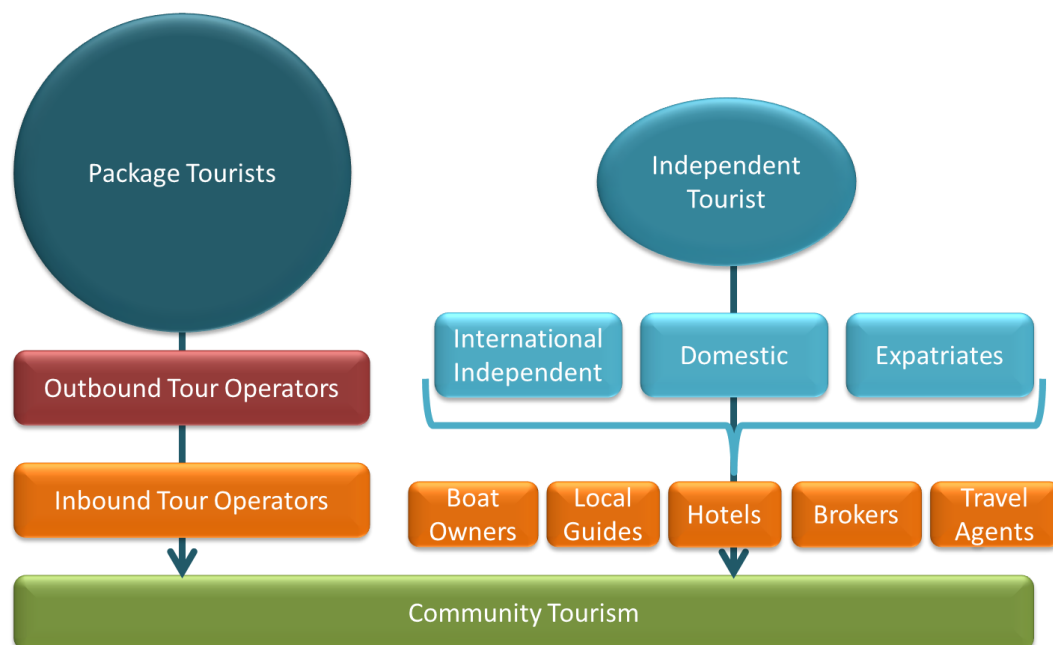 Package Tourists
Independent
Tourist
International
Independent
Domestic
Expatriates
Outbound Tour Operators
Inbound Tour Operators
Boat
Owners
Local
Guides
Hotels
Brokers
Travel
Agents
Community Tourism